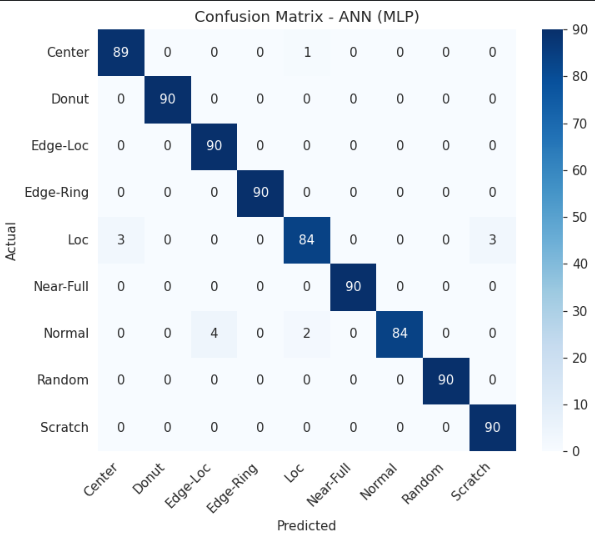 Confusion Matrix - ANN (MLP)
Center 89 0 0 0 1 0 0 0 0
Donut 0 90 0 0 0 0 0 0 0
Edge-Loc 0 0 90 0 0 0 0 0 0
Edge-Ring 0 0 0 90 0 0 0 0 0
Loc 3 0 0 0 84 0 0 0 3
Near-Full 0 0 0 0 0 90 0 0 0
Normal 0 0 4 0 2 0 84 0 0
Random 0 0 0 0 0 0 0 90 0
Scratch 0 0 0 0 0 0 0 0 90
Actual
Center Donut Edge-Loc Edge-Ring Loc Near-Full Normal Random Scratch
Predicted
90
80
70
60
50
40
30
20
10
0